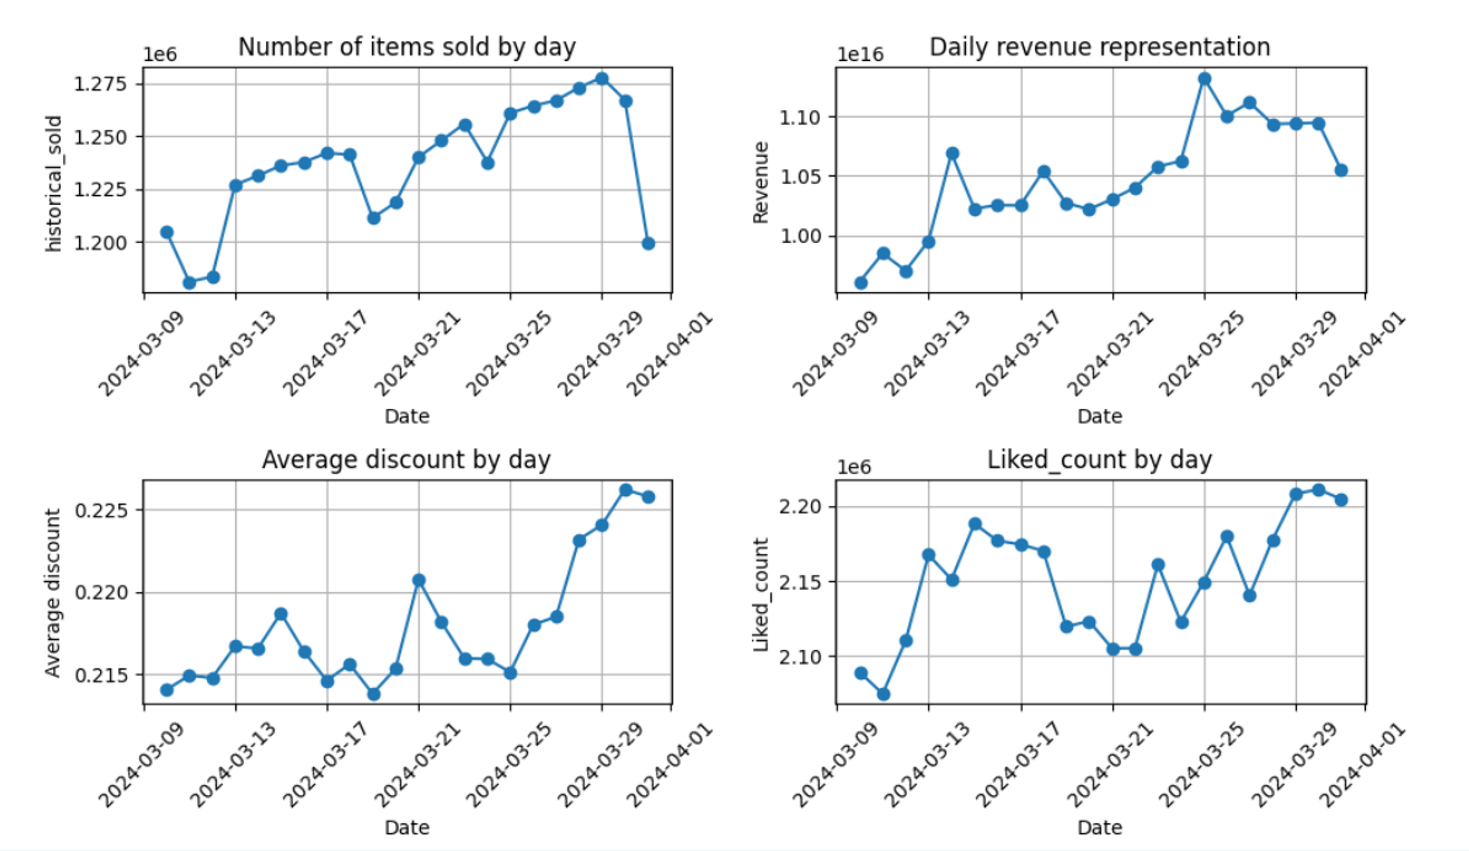 Number of items sold by day
1e6
historical_sold
1.275
1.250
1.225
1.200
2024-03-09
2024-03-13
2024-03-17
2024-03-21
2024-03-25
2024-03-29
2024-04-01
Date
Daily revenue representation
1e16
Revenue
1.10
1.05
1.00
2024-03-09
2024-03-13
2024-03-17
2024-03-21
2024-03-25
2024-03-29
2024-04-01
Date
Average discount by day
Average discount
0.225
0.220
0.215
2024-03-09
2024-03-13
2024-03-17
2024-03-21
2024-03-25
2024-03-29
2024-04-01
Date
Liked_count by day
1e6
Liked_count
2.20
2.15
2.10
2024-03-09
2024-03-13
2024-03-17
2024-03-21
2024-03-25
2024-03-29
2024-04-01
Date